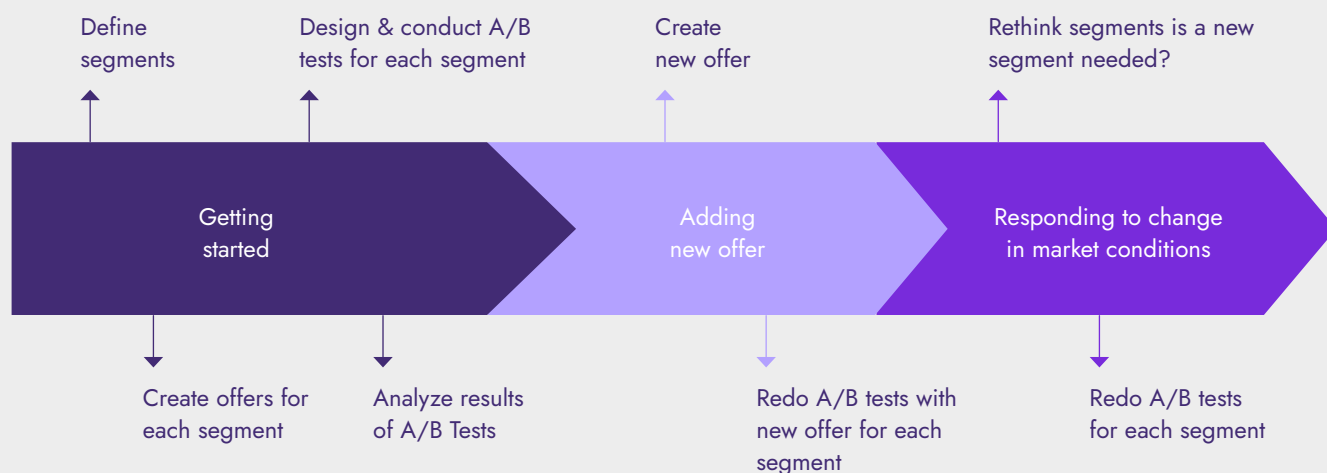 Define
segments
Design & conduct A/B
tests for each segment
Create
new offer
Rethink segments is a new
segment needed?
Getting
started
Adding
new offer
Responding to change
in market conditions
Create offers for
each segment
Analyze results
of A/B Tests
Redo A/B tests with
new offer for each
segment
Redo A/B tests
for each segment